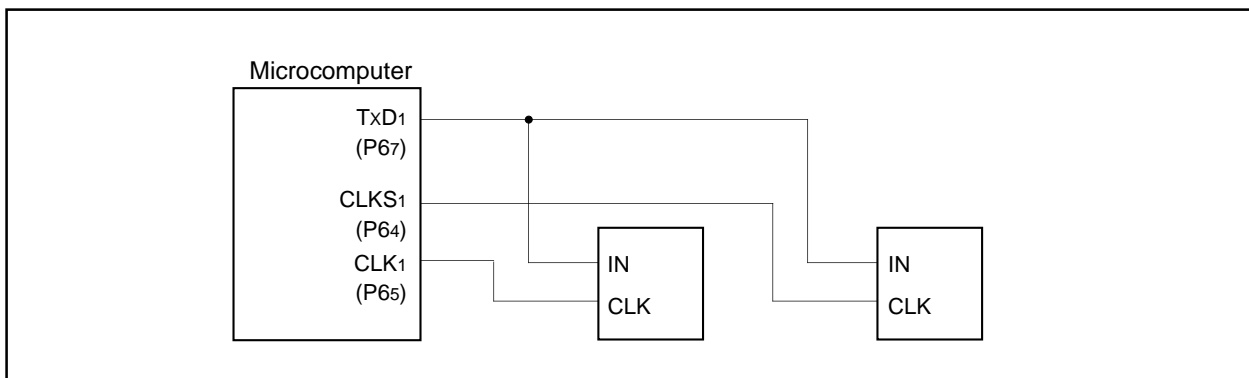 Microcomputer
TxD1
(P67)
CLKS1
(P64)
CLK1
(P65)
IN
CLK
IN
CLK